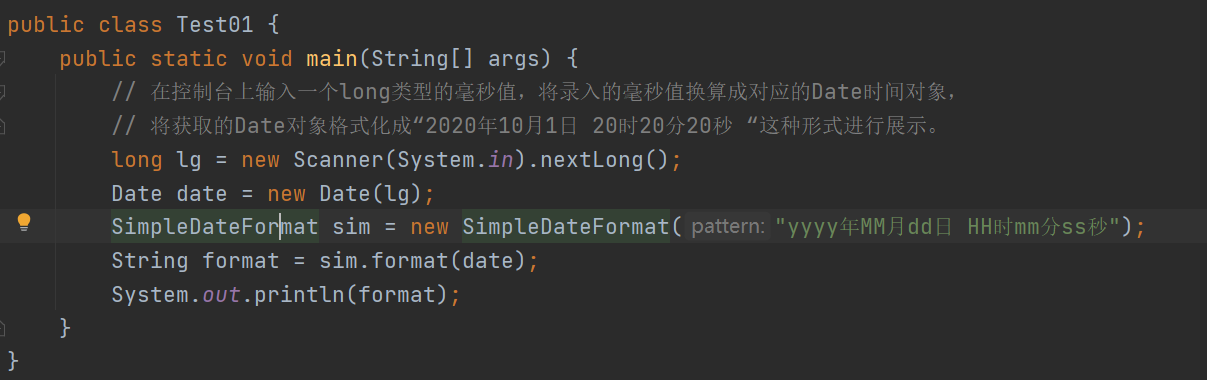 public class Test01 {
public static void main(String[] args) {
// 在控制台上输入一个long类型的毫秒值，将录入的毫秒值换算成对应的Date时间对象，
// 将获取的Date对象格式化成“2020年10月1日 20时20分20秒 “这种形式进行展示。
long lg = new Scanner(System.in).nextLong();
Date date = new Date(lg);
SimpleDateFormat sim = new SimpleDateFormat( pattern: "yyyy年MM月dd日 HH时mm分ss秒");
String format = sim.format(date);
System.out.println(format);
}
}